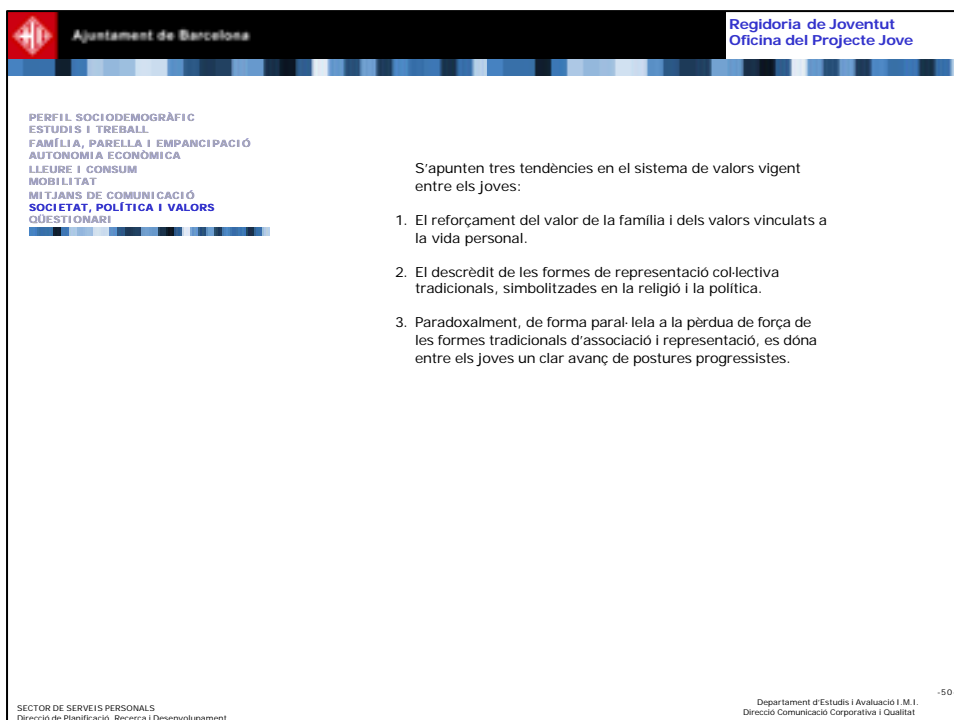 Ajuntament de Barcelona
Regidoria de Joventut
Oficina del Projecte Jove
PERFIL SOCIODEMOGRÀFIC
ESTUDIS I TREBALL
FAMÍLIA, PARELLA I EMPANCIPACIÓ
AUTONOMIA ECONÒMICA
LLEURE I CONSUM
MOBILITAT
MITJANS DE COMUNICACIÓ
SOCIETAT, POLÍTICA I VALORS
QÜESTIONARI
S'apunten tres tendències en el sistema de valors vigent
entre els joves:
1. El reforçament del valor de la família i dels valors vinculats a
la vida personal.
2. El descrèdit de les formes de representació col·lectiva
tradicionals, simbolitzades en la religió i la política.
3. Paradoxalment, de forma paral· lela a la pèrdua de força de
les formes tradicionals d'associació i representació, es dóna
entre els joves un clar avanç de postures progressistes.
SECTOR DE SERVEIS PERSONALS
Direcció de Planificació, Recerca i Desenvolupament
Departament d'Estudis i Avaluació I.M.I.
Direcció Comunicació Corporativa i Qualitat
-50-